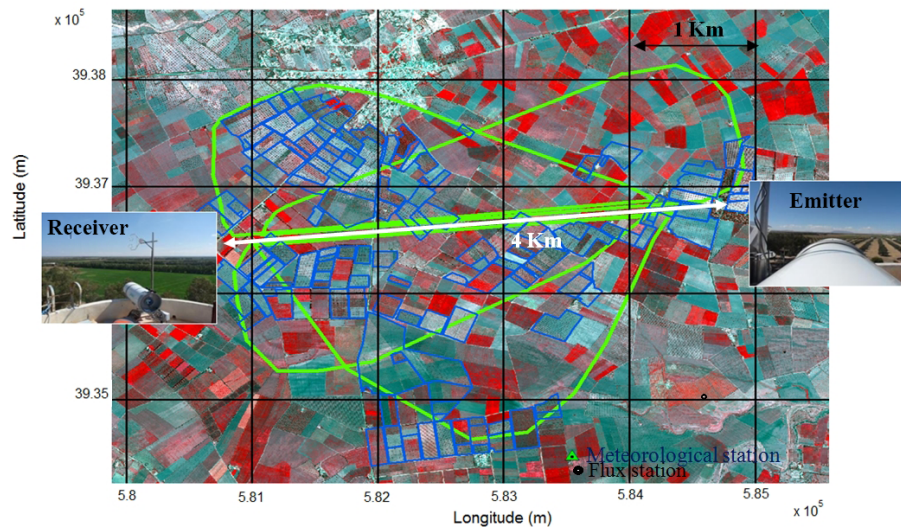 x 10⁵
1 Km
39.38
39.37
39.35
Latitude (m)
Receiver
Emitter
4 Km
Meteorological station
Flux station
5.8
5.81
5.82
5.83
5.84
5.85
x 10⁵
Longitude (m)